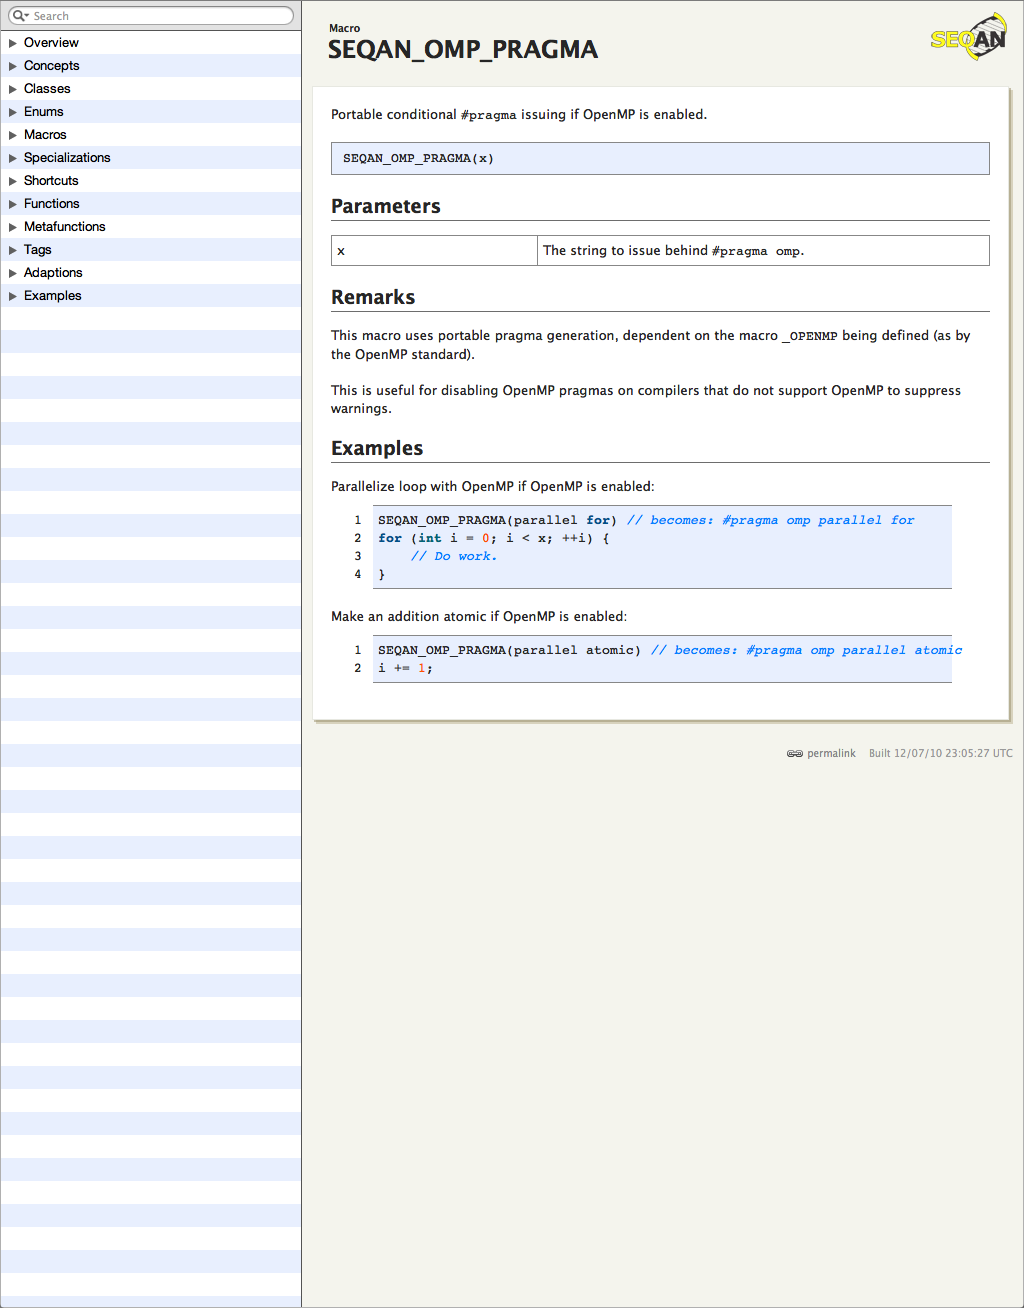 Search
Overview
Concepts
Classes
Enums
Macros
Specializations
Shortcuts
Functions
Metafunctions
Tags
Adaptions
Examples
Macro
SEQAN_OMP_PRAGMA
SEQAN
Portable conditional #pragma issuing if OpenMP is enabled.
SEQAN_OMP_PRAGMA(x)
Parameters
x The string to issue behind #pragma omp.
Remarks
This macro uses portable pragma generation, dependent on the macro _OPENMP being defined (as by
the OpenMP standard).
This is useful for disabling OpenMP pragmas on compilers that do not support OpenMP to suppress
warnings.
Examples
Parallelize loop with OpenMP if OpenMP is enabled:
1 SEQAN_OMP_PRAGMA(parallel for) // becomes: #pragma omp parallel for
2 for (int i = 0; i < x; ++i) {
3 // Do work.
4 }
Make an addition atomic if OpenMP is enabled:
1 SEQAN_OMP_PRAGMA(parallel atomic) // becomes: #pragma omp parallel atomic
2 i += 1;
permalink Built 12/07/10 23:05:27 UTC